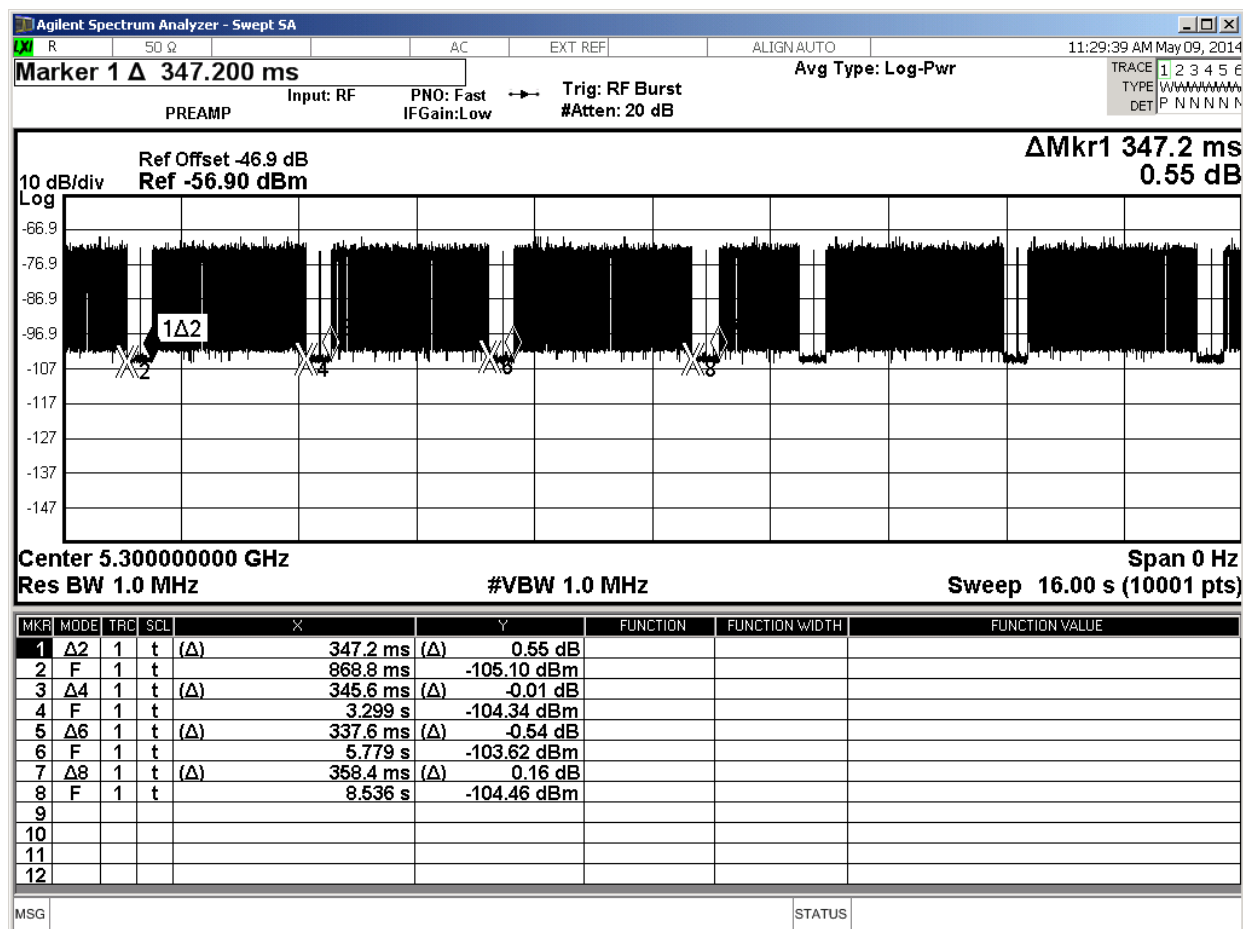 Agilent Spectrum Analyzer - Swept SA
LXI R 50 Ω AC EXT REF ALIGN AUTO 11:29:39 AM May 09, 2014
Marker 1 Δ 347.200 ms Avg Type: Log-Pwr TRACE 1 2 3 4 5 6
Input: RF PNO: Fast Trig: RF Burst TYPE
PREAMP IFGain:Low #Atten: 20 dB DET P N N N N N
ΔMkr1 347.2 ms
Ref Offset -46.9 dB
10 dB/div Ref -56.90 dBm 0.55 dB
Log
-66.9
-76.9
-86.9
-96.9
1Δ2
-107
2 4 6 8
-117
-127
-137
-147
Center 5.300000000 GHz Span 0 Hz
Res BW 1.0 MHz #VBW 1.0 MHz Sweep 16.00 s (10001 pts)
MKR MODE TRC SCL X Y FUNCTION FUNCTION WIDTH FUNCTION VALUE
1 Δ2 1 t (Δ) 347.2 ms (Δ) 0.55 dB
2 F 1 t 868.8 ms -105.10 dBm
3 Δ4 1 t (Δ) 345.6 ms (Δ) -0.01 dB
4 F 1 t 3.299 s -104.34 dBm
5 Δ6 1 t (Δ) 337.6 ms (Δ) -0.54 dB
6 F 1 t 5.779 s -103.62 dBm
7 Δ8 1 t (Δ) 358.4 ms (Δ) 0.16 dB
8 F 1 t 8.536 s -104.46 dBm
9
10
11
12
MSG STATUS